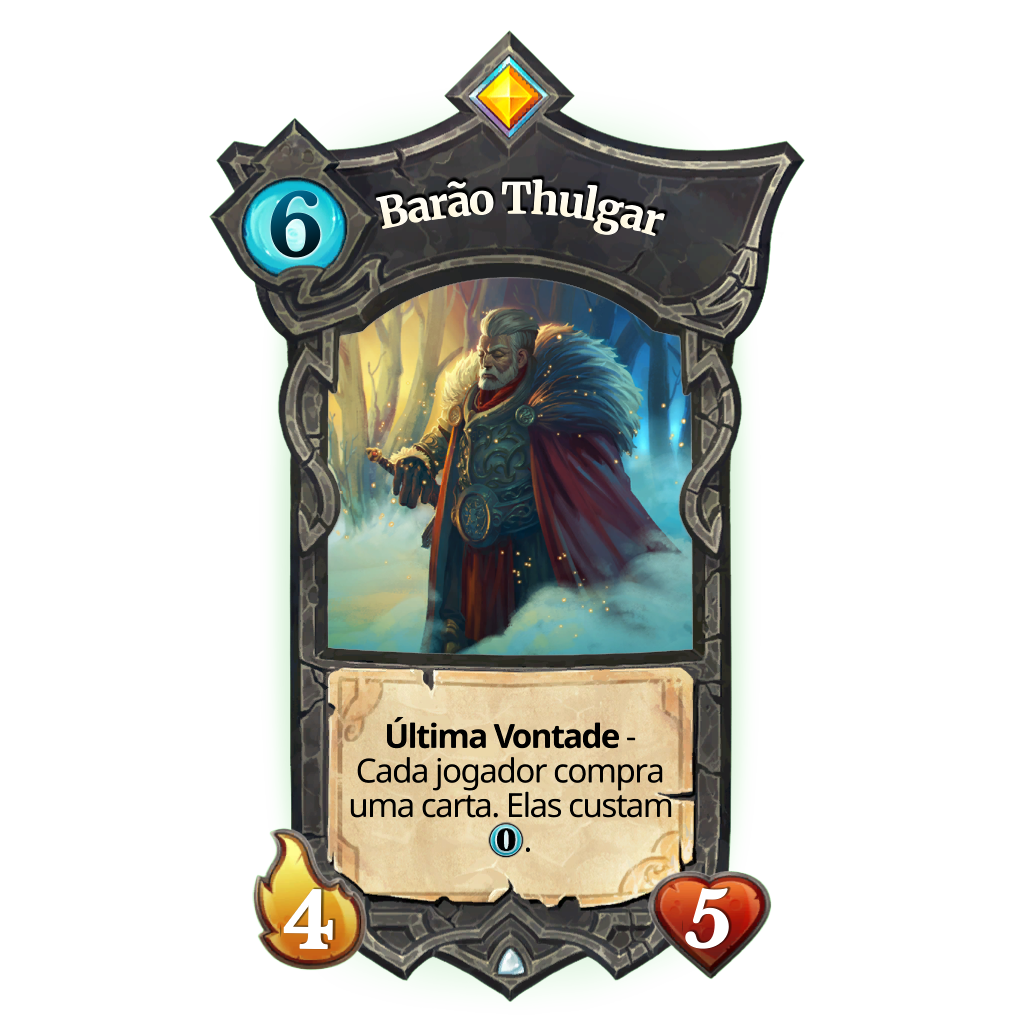 6
Barão Thulgar
Última Vontade -
Cada jogador compra
uma carta. Elas custam
0.
4
5